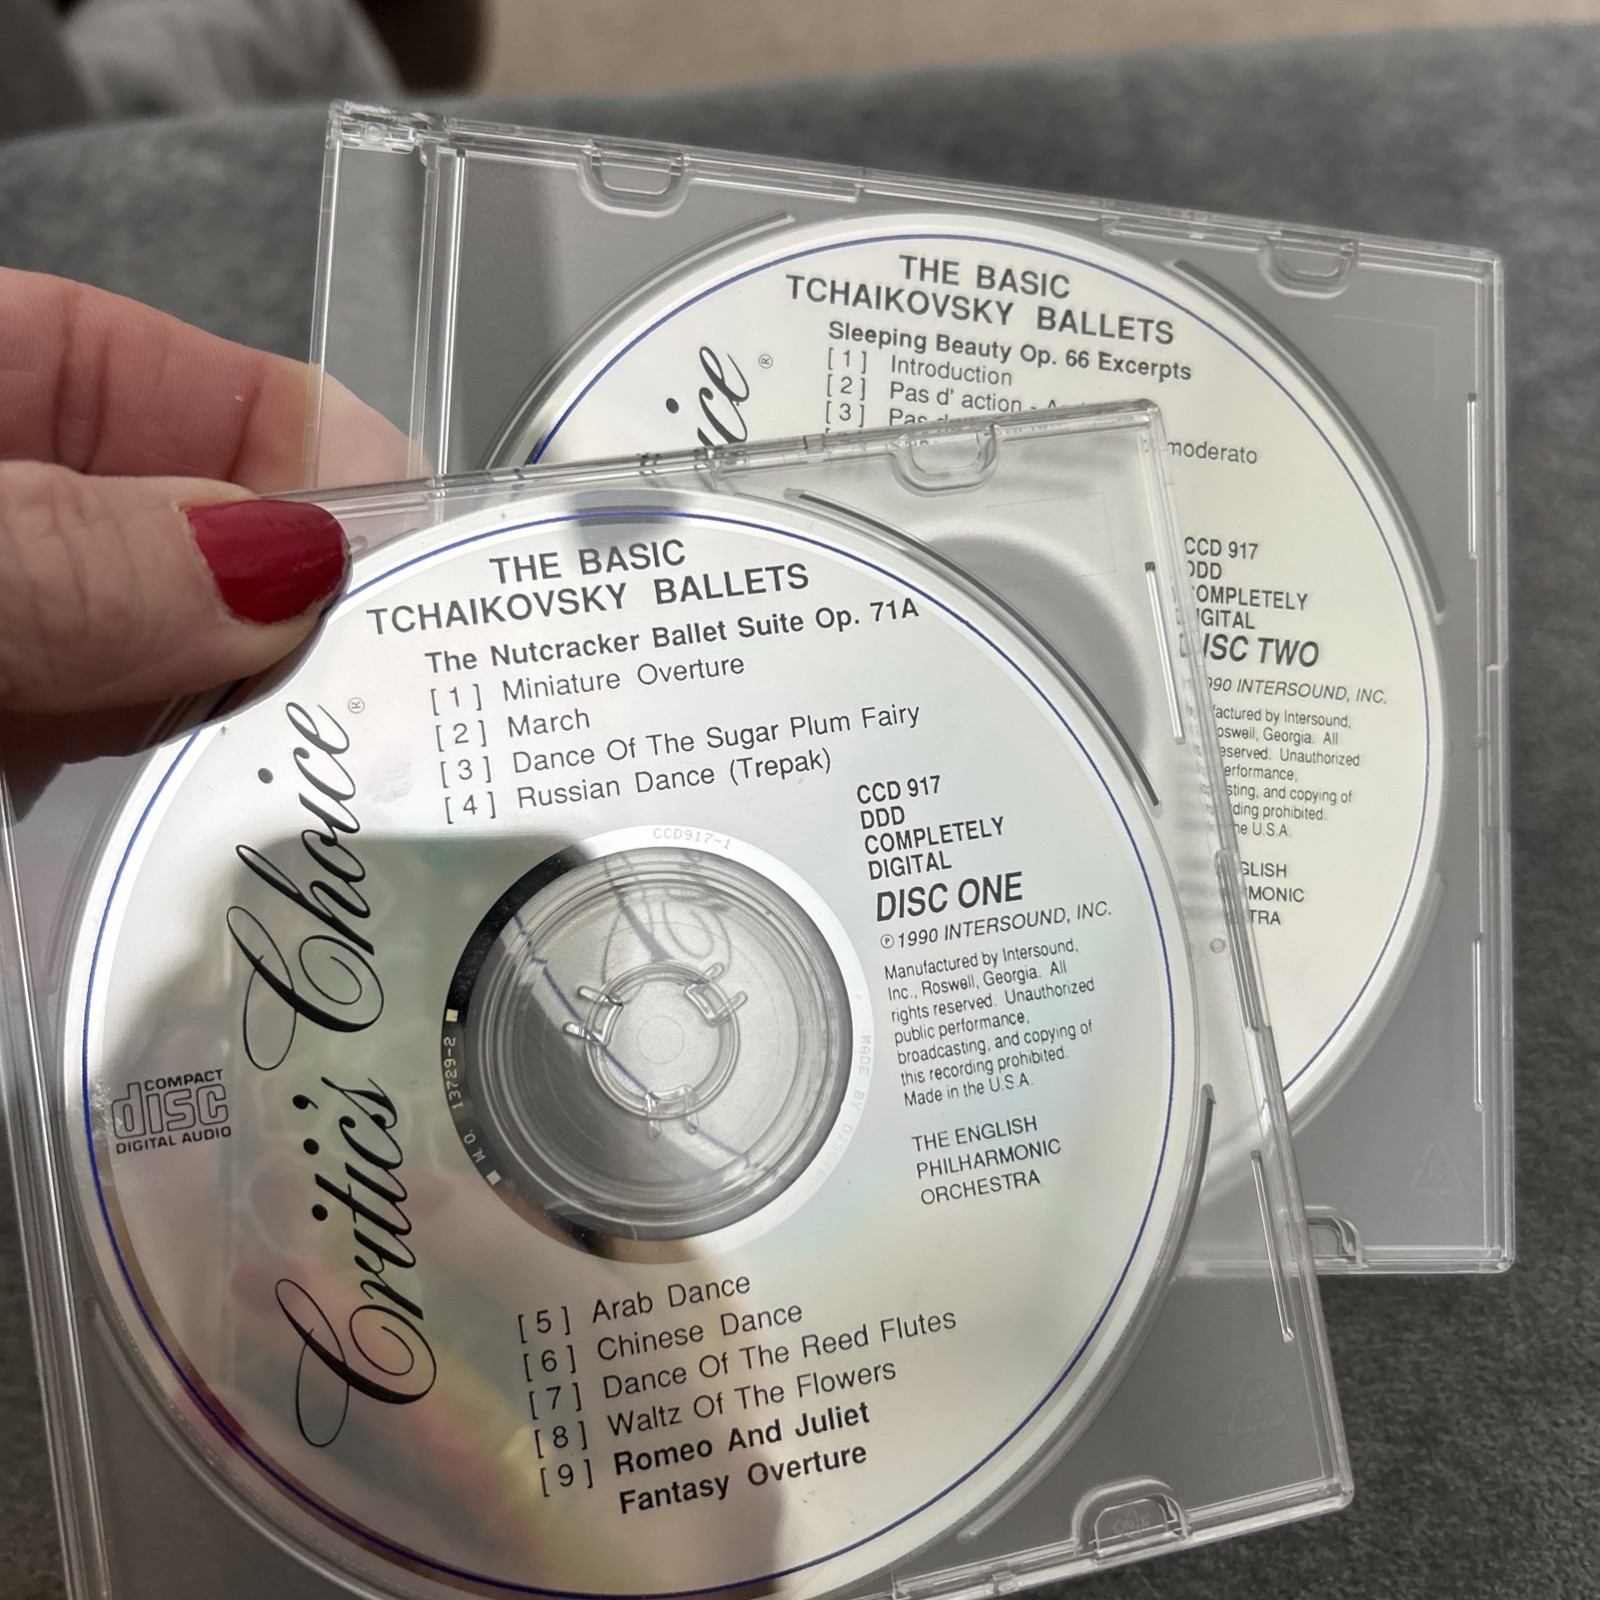 THE BASIC
TCHAIKOVSKY BALLETS
Sleeping Beauty Op. 66 Excerpts
[ 1 ] Introduction
[ 2 ] Pas d' action -
[ 3 ] Pas
moderato
CCD 917
DDD
COMPLETELY
DIGITAL
DISC TWO
1990 INTERSOUND, INC.
Manufactured by Intersound,
Roswell, Georgia. All
reserved. Unauthorized
performance,
and copying of
prohibited.
U.S.A.
THE BASIC
TCHAIKOVSKY BALLETS
The Nutcracker Ballet Suite Op. 71A
[ 1 ] Miniature Overture
[ 2 ] March
[ 3 ] Dance Of The Sugar Plum Fairy
[ 4 ] Russian Dance (Trepak)
Critic's Choice ®
CCD 917
DDD
COMPLETELY
DIGITAL
DISC ONE
℗ 1990 INTERSOUND, INC.
Manufactured by Intersound,
Inc., Roswell, Georgia. All
rights reserved. Unauthorized
public performance,
broadcasting, and copying of
this recording prohibited.
Made in the U.S.A.
THE ENGLISH
PHILHARMONIC
ORCHESTRA
CCD917-1
W.O. 13729-2
MADE BY
COMPACT
disc
DIGITAL AUDIO
[ 5 ] Arab Dance
[ 6 ] Chinese Dance
[ 7 ] Dance Of The Reed Flutes
[ 8 ] Waltz Of The Flowers
[ 9 ] Romeo And Juliet
Fantasy Overture